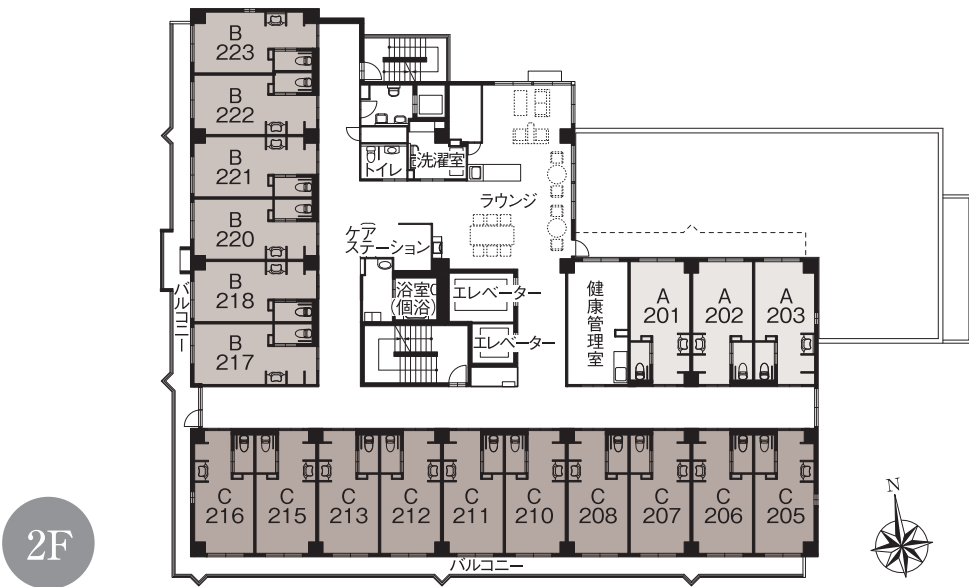 B
223
B
222
B
221
B
220
B
218
B
217
トイレ
洗濯室
ラウンジ
ケア
ステーション
浴室
(個浴)
エレベーター
エレベーター
健康管理室
A
201
A
202
A
203
バルコニー
C
216
C
215
C
213
C
212
C
211
C
210
C
208
C
207
C
206
C
205
バルコニー
2F
N